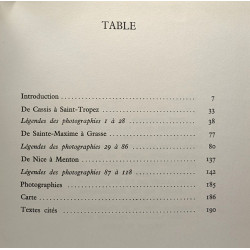 TABLE
Introduction 7
De Cassis à Saint-Tropez 33
Légendes des photographies 1 à 28 38
De Sainte-Maxime à Grasse 77
Légendes des photographies 29 à 86 80
De Nice à Menton 137
Légendes des photographies 87 à 118 142
Photographies 185
Carte 186
Textes cités 190